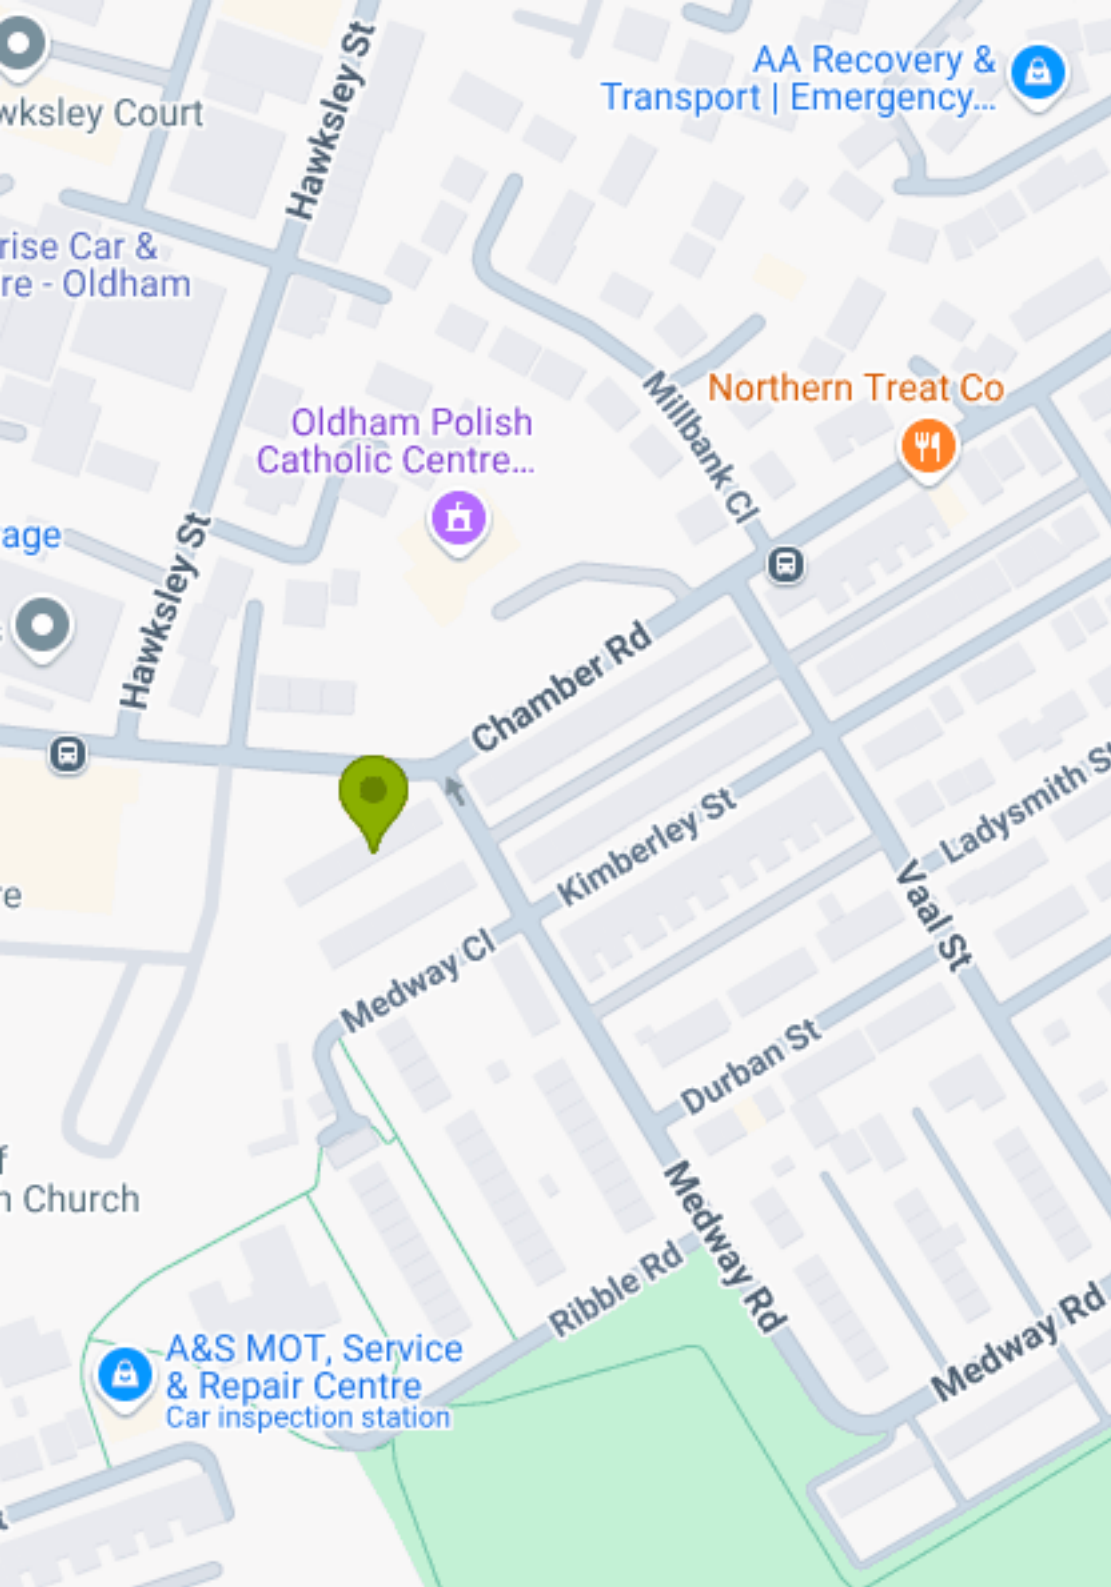 Hawksley St
AA Recovery &
Transport | Emergency...
wksley Court
rise Car &
re - Oldham
Northern Treat Co
Oldham Polish
Catholic Centre...
Millbank Cl
age
Hawksley St
Chamber Rd
Kimberley St
Ladysmith St
re
Vaal St
Medway Cl
Durban St
f
n Church
Medway Rd
Ribble Rd
Medway Rd
A&S MOT, Service
& Repair Centre
Car inspection station